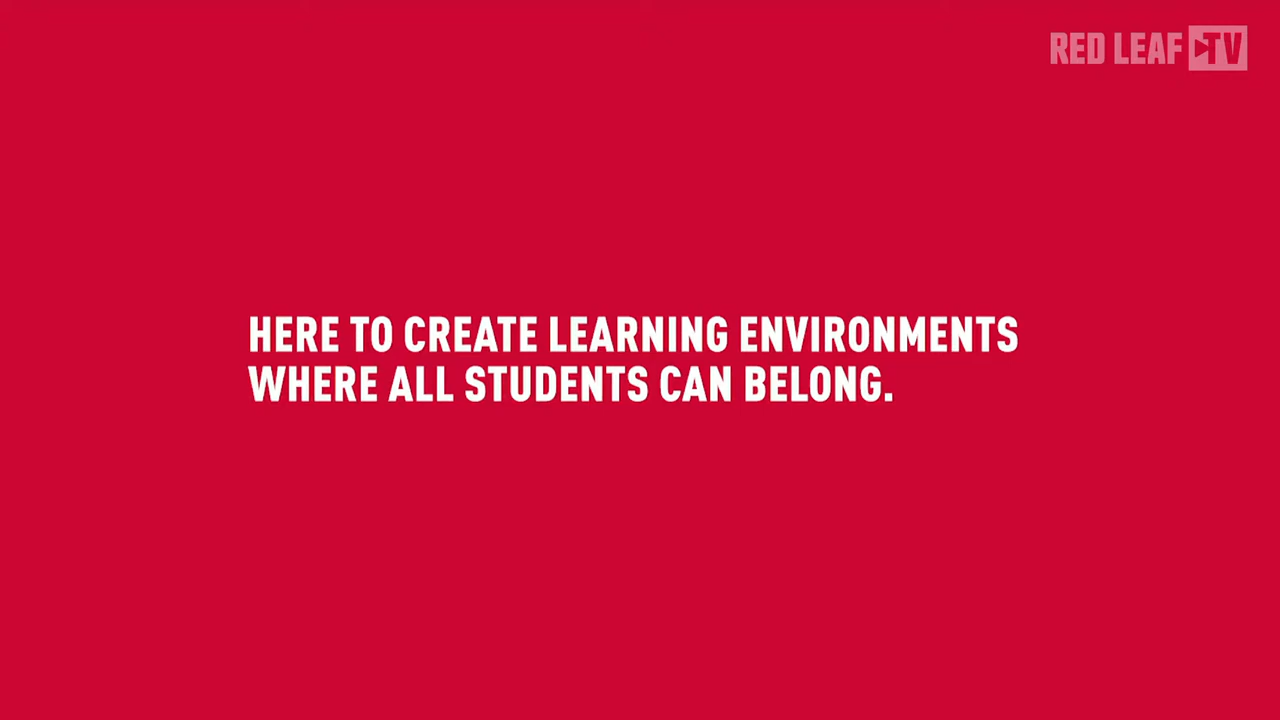 RED LEAF TV
HERE TO CREATE LEARNING ENVIRONMENTS
WHERE ALL STUDENTS CAN BELONG.